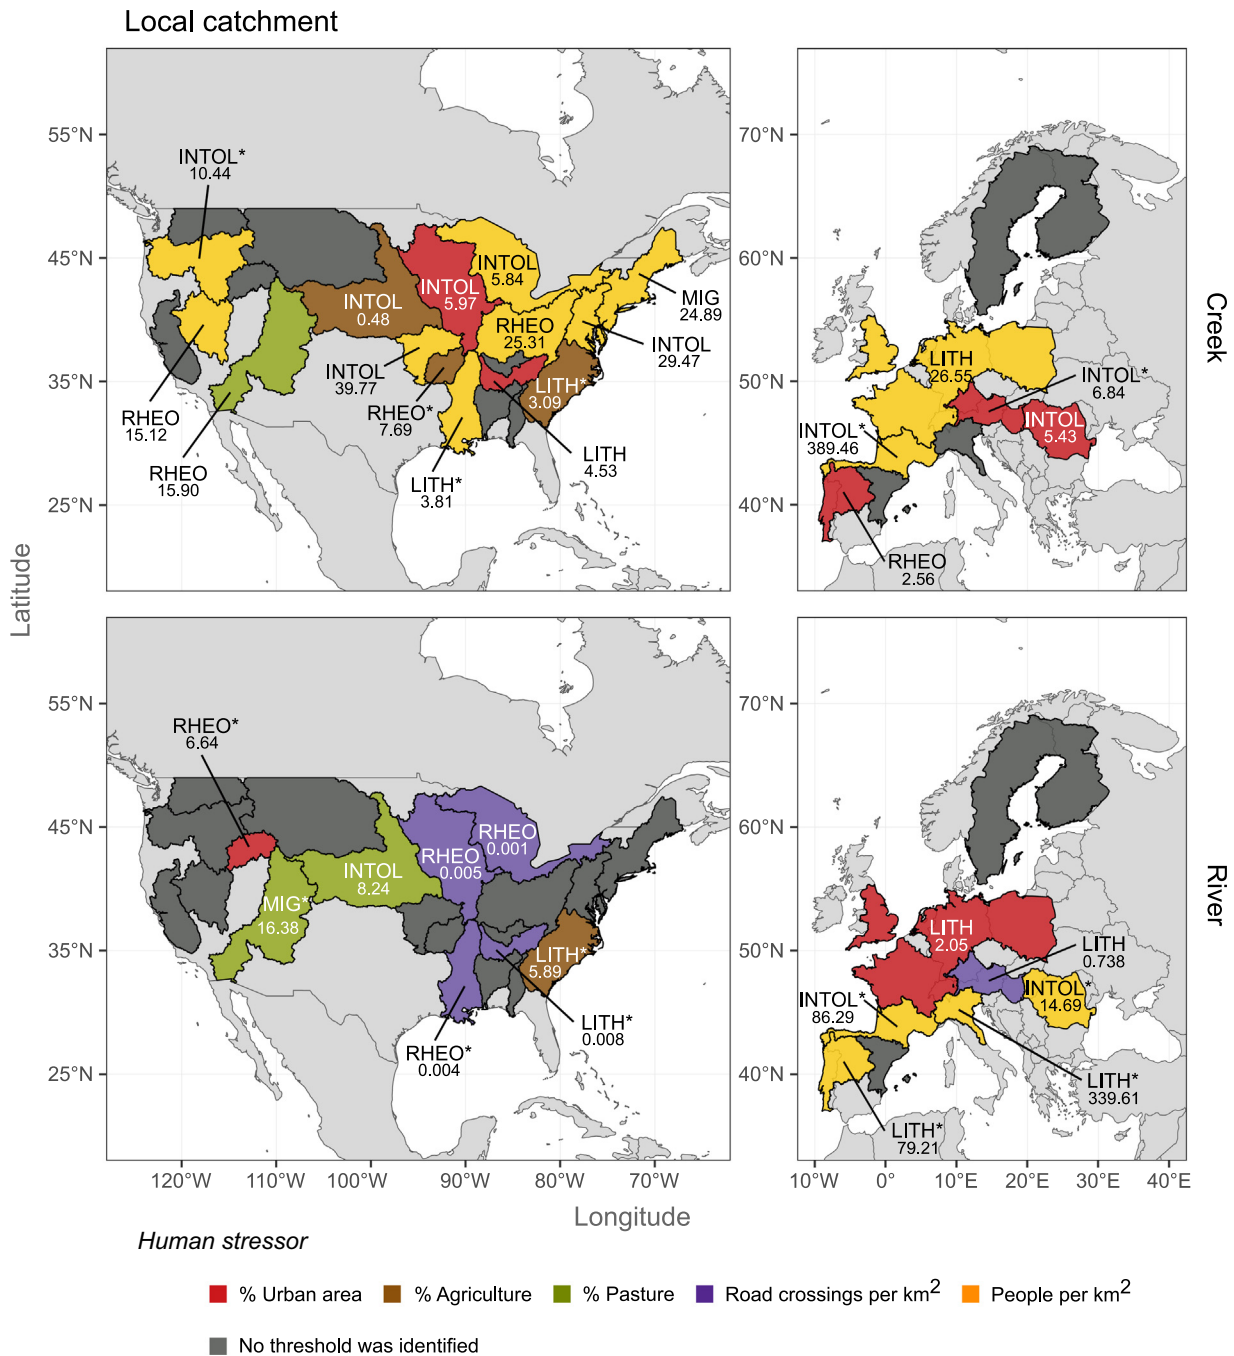 Local catchment
55°N
45°N
35°N
25°N
INTOL*
10.44
RHEO
15.12
RHEO
15.90
INTOL
0.48
INTOL
5.97
INTOL
5.84
RHEO
25.31
MIG
24.89
INTOL
29.47
INTOL
39.77
RHEO*
7.69
LITH*
3.09
LITH
4.53
LITH*
3.81
70°N
60°N
50°N
40°N
LITH
26.55
INTOL*
6.84
INTOL
5.43
INTOL*
389.46
RHEO
2.56
Creek
Latitude
55°N
45°N
35°N
25°N
RHEO*
6.64
MIG*
16.38
INTOL
8.24
RHEO
0.005
RHEO
0.001
LITH*
5.89
LITH*
0.008
RHEO*
0.004
70°N
60°N
50°N
40°N
LITH
2.05
LITH
0.738
INTOL*
14.69
INTOL*
86.29
LITH*
339.61
LITH*
79.21
River
120°W 110°W 100°W 90°W 80°W 70°W
10°W 0° 10°E 20°E 30°E 40°E
Longitude
Human stressor
% Urban area % Agriculture % Pasture Road crossings per km² People per km²
No threshold was identified